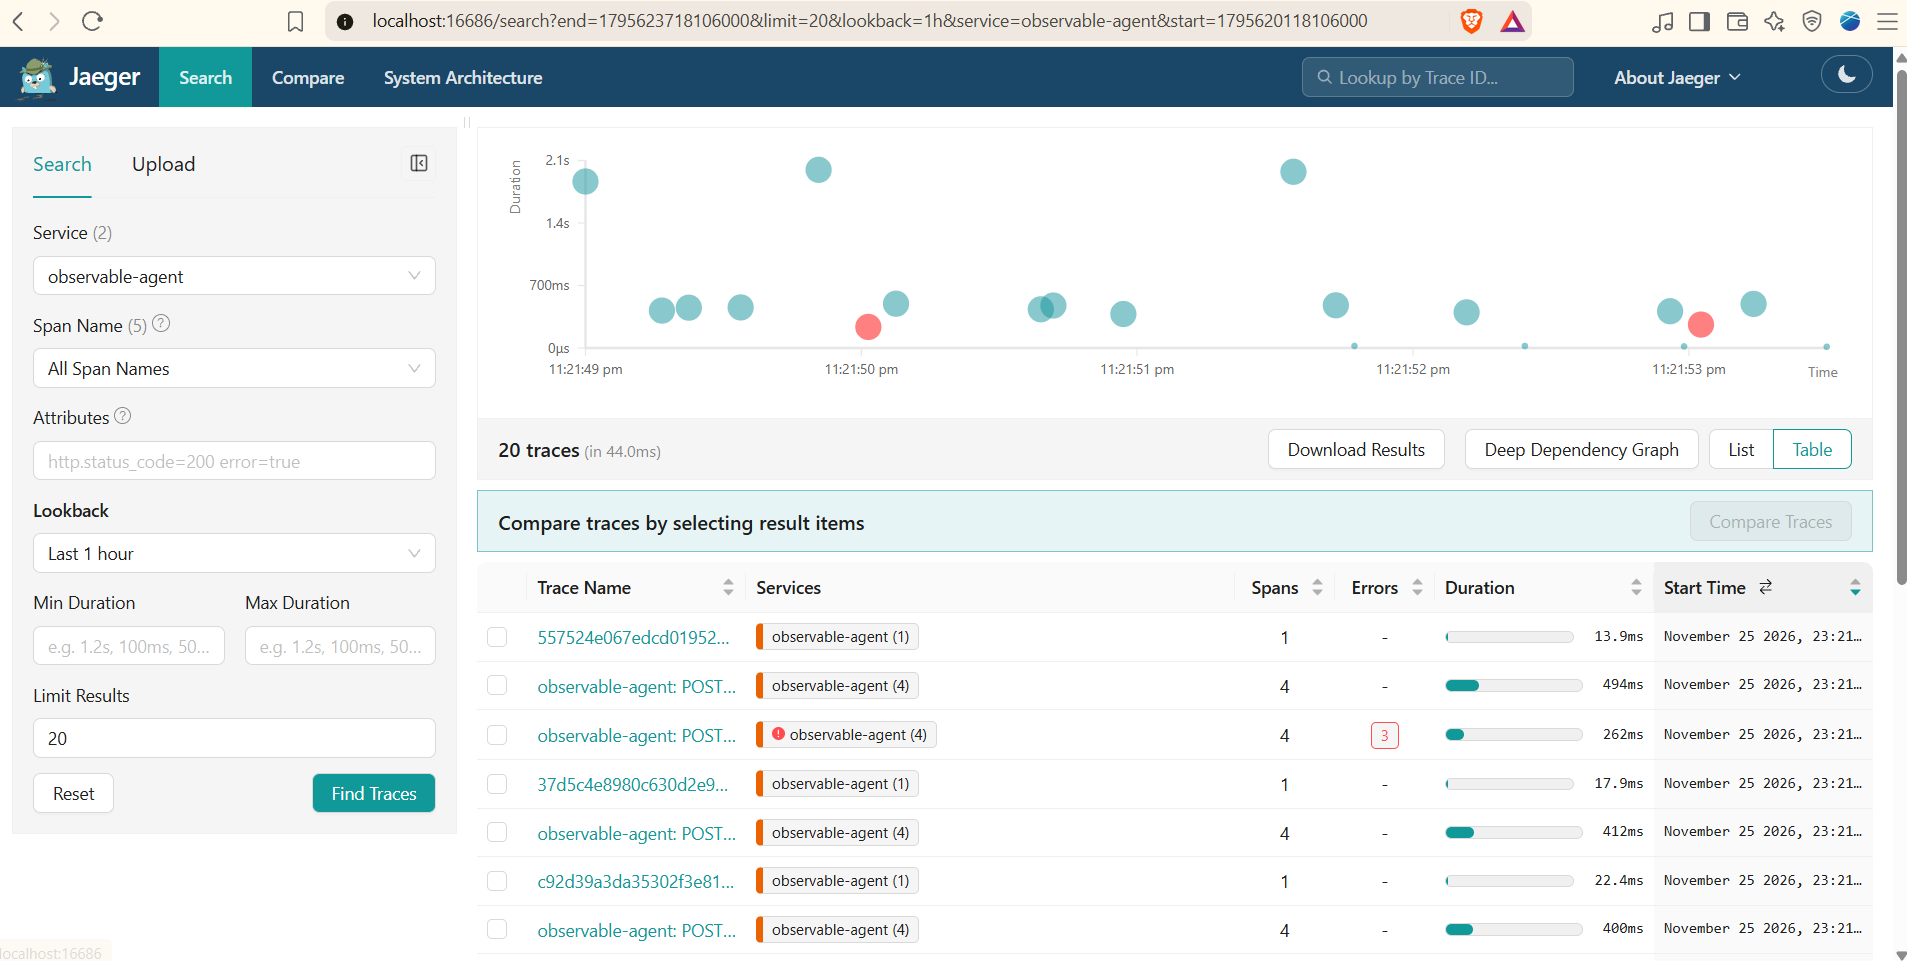 localhost:16686/search?end=1795623718106000&limit=20&lookback=1h&service=observable-agent&start=1795620118106000
Jaeger
Search
Compare
System Architecture
Lookup by Trace ID...
About Jaeger
Search
Upload
Service (2)
observable-agent
Span Name (5)
All Span Names
Attributes
http.status_code=200 error=true
Lookback
Last 1 hour
Min Duration
Max Duration
e.g. 1.2s, 100ms, 50...
e.g. 1.2s, 100ms, 50...
Limit Results
20
Reset
Find Traces
Duration
2.1s
1.4s
700ms
0µs
11:21:49 pm
11:21:50 pm
11:21:51 pm
11:21:52 pm
11:21:53 pm
Time
20 traces (in 44.0ms)
Download Results
Deep Dependency Graph
List
Table
Compare traces by selecting result items
Compare Traces
Trace Name Services Spans Errors Duration Start Time
557524e067edcd01952... observable-agent (1) 1 - 13.9ms November 25 2026, 23:21...
observable-agent: POST... observable-agent (4) 4 - 494ms November 25 2026, 23:21...
observable-agent: POST... observable-agent (4) 4 3 262ms November 25 2026, 23:21...
37d5c4e8980c630d2e9... observable-agent (1) 1 - 17.9ms November 25 2026, 23:21...
observable-agent: POST... observable-agent (4) 4 - 412ms November 25 2026, 23:21...
c92d39a3da35302f3e81... observable-agent (1) 1 - 22.4ms November 25 2026, 23:21...
observable-agent: POST... observable-agent (4) 4 - 400ms November 25 2026, 23:21...
localhost:16686